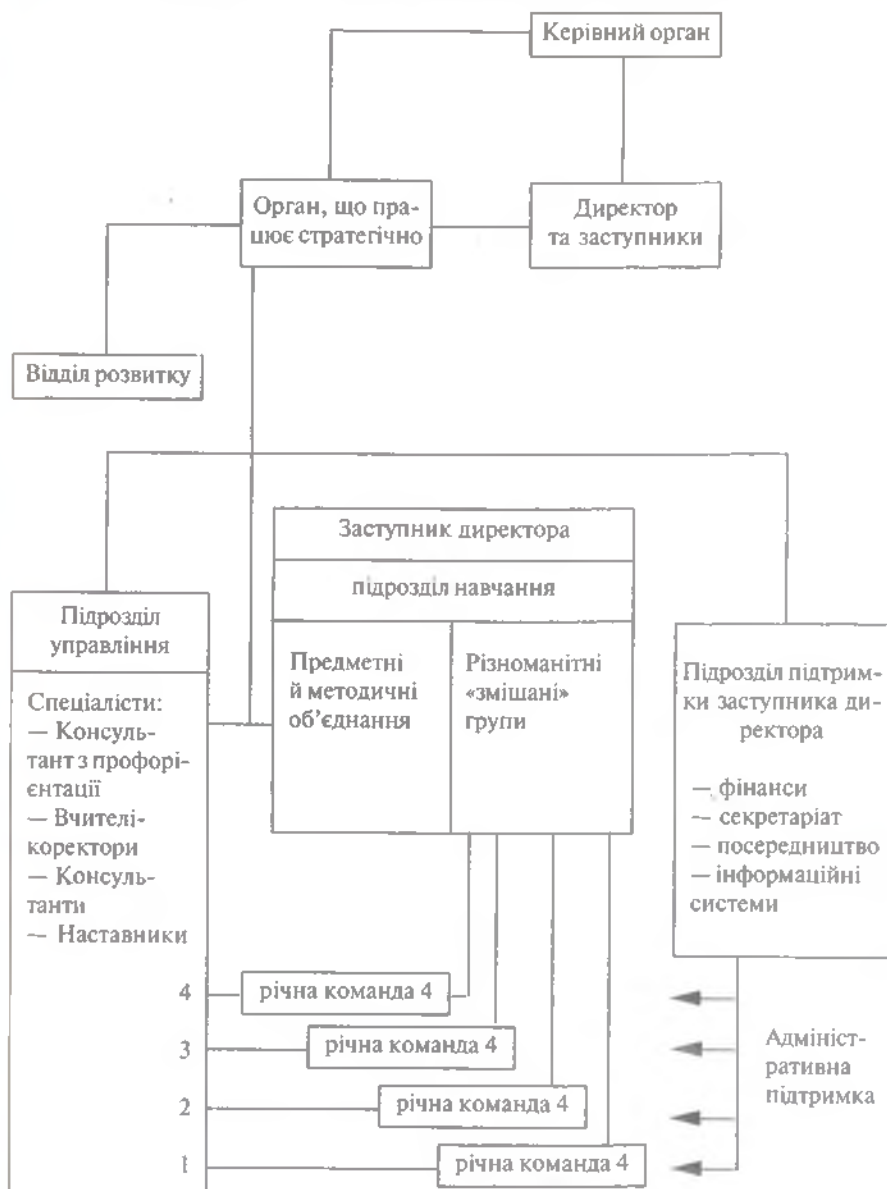 Керівний орган
Орган, що пра-
цює стратегічно
Директор
та заступники
Відділ розвитку
Заступник директора
підрозділ навчання
Предметні
й методичні
об’єднання
Різноманітні
«змішані»
групи
Підрозділ
управління
Спеціалісти:
— Консуль-
тант з профорі-
єнтації
— Вчителі-
коректори
— Консуль-
танти
— Наставники
Підрозділ підтрим-
ки заступника ди-
ректора
— фінанси
— секретаріат
— посередництво
— інформаційні
системи
4
річна команда 4
3
річна команда 4
2
річна команда 4
1
річна команда 4
Адмініст-
ративна
підтримка